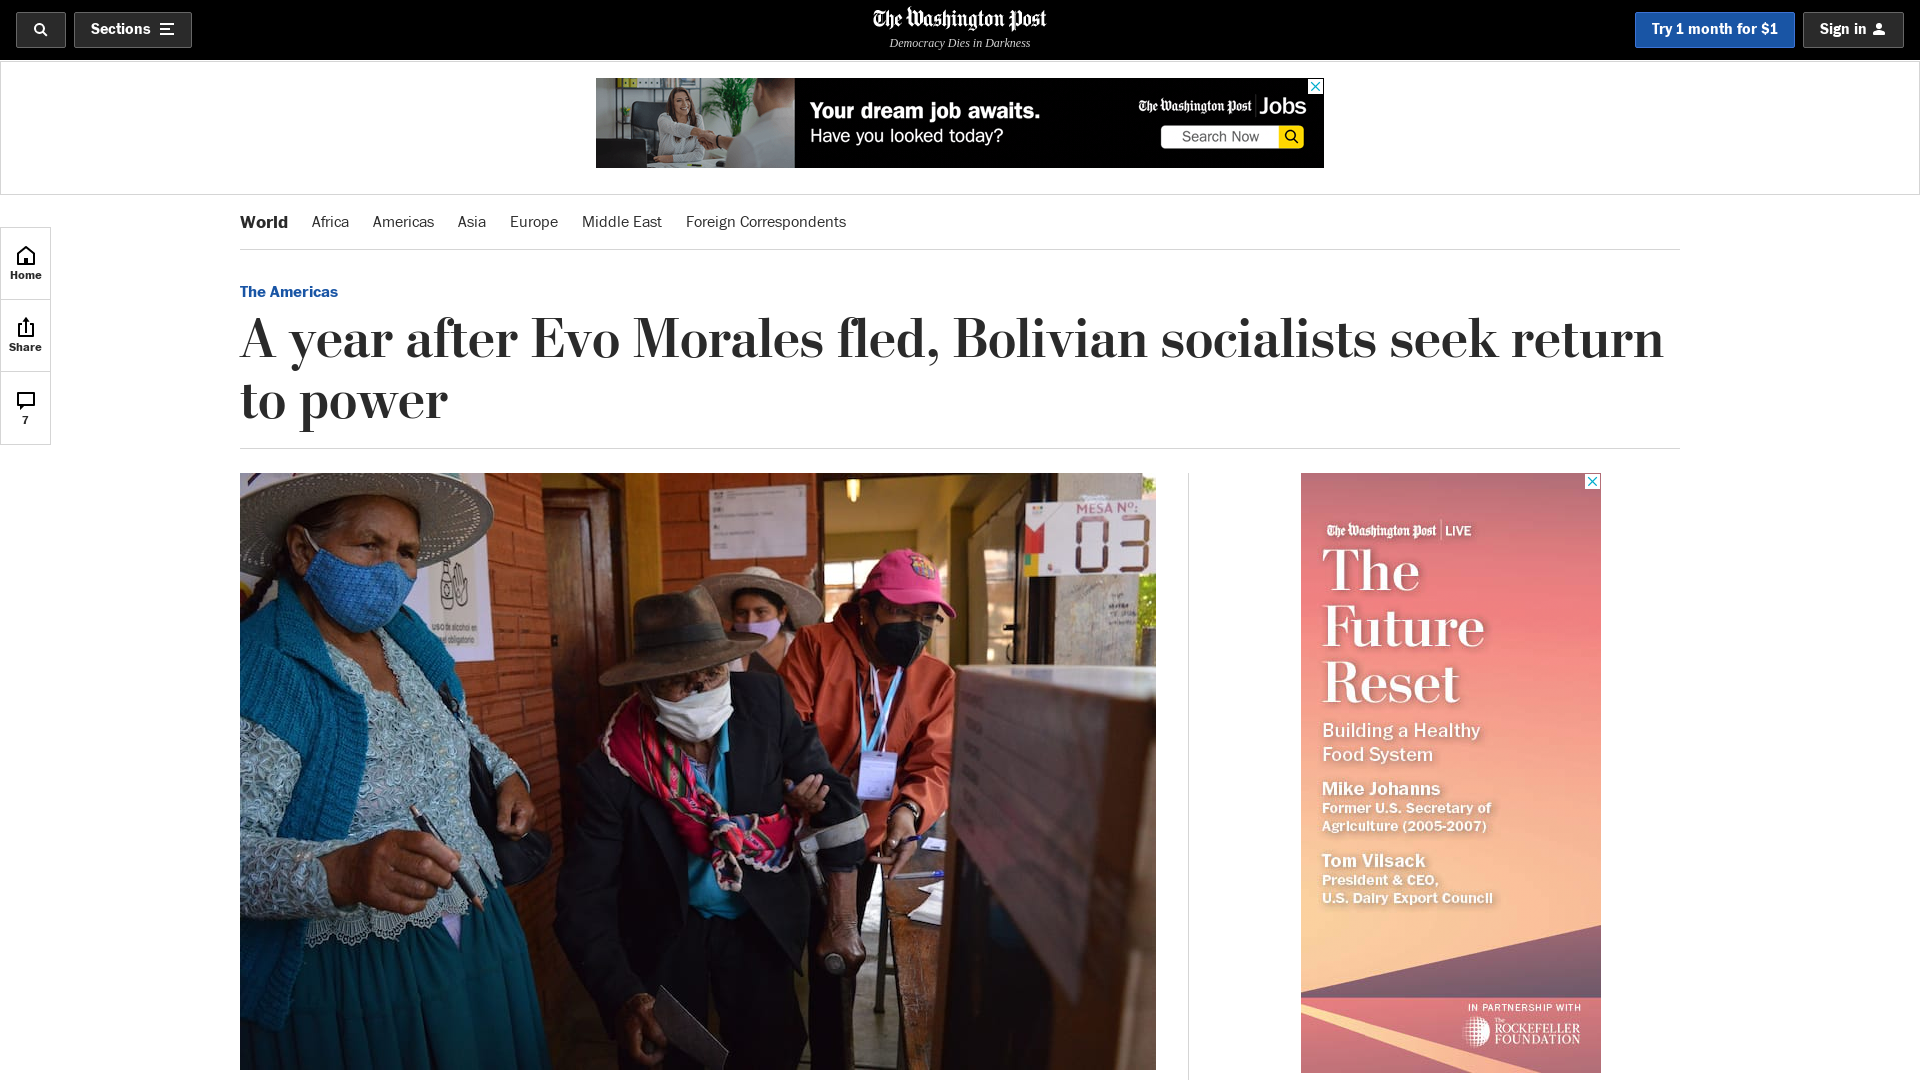 Sections
The Washington Post
Democracy Dies in Darkness
Try 1 month for $1
Sign in
Your dream job awaits.
Have you looked today?
The Washington Post Jobs
Search Now
World
Africa
Americas
Asia
Europe
Middle East
Foreign Correspondents
Home
Share
7
The Americas
A year after Evo Morales fled, Bolivian socialists seek return
to power
MESA Nº:
03
uso de alcohol en
obligatorio
The Washington Post LIVE
The
Future
Reset
Building a Healthy
Food System
Mike Johanns
Former U.S. Secretary of
Agriculture (2005-2007)
Tom Vilsack
President & CEO,
U.S. Dairy Export Council
IN PARTNERSHIP WITH
The
ROCKEFELLER
FOUNDATION